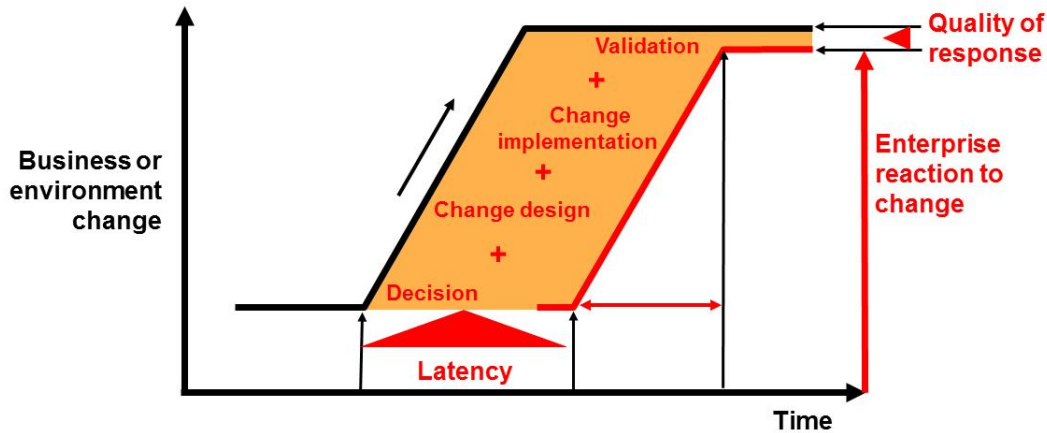 Quality of
response
Validation
+
Change
implementation
+
Change design
+
Decision
Business or
environment
change
Enterprise
reaction to
change
Latency
Time